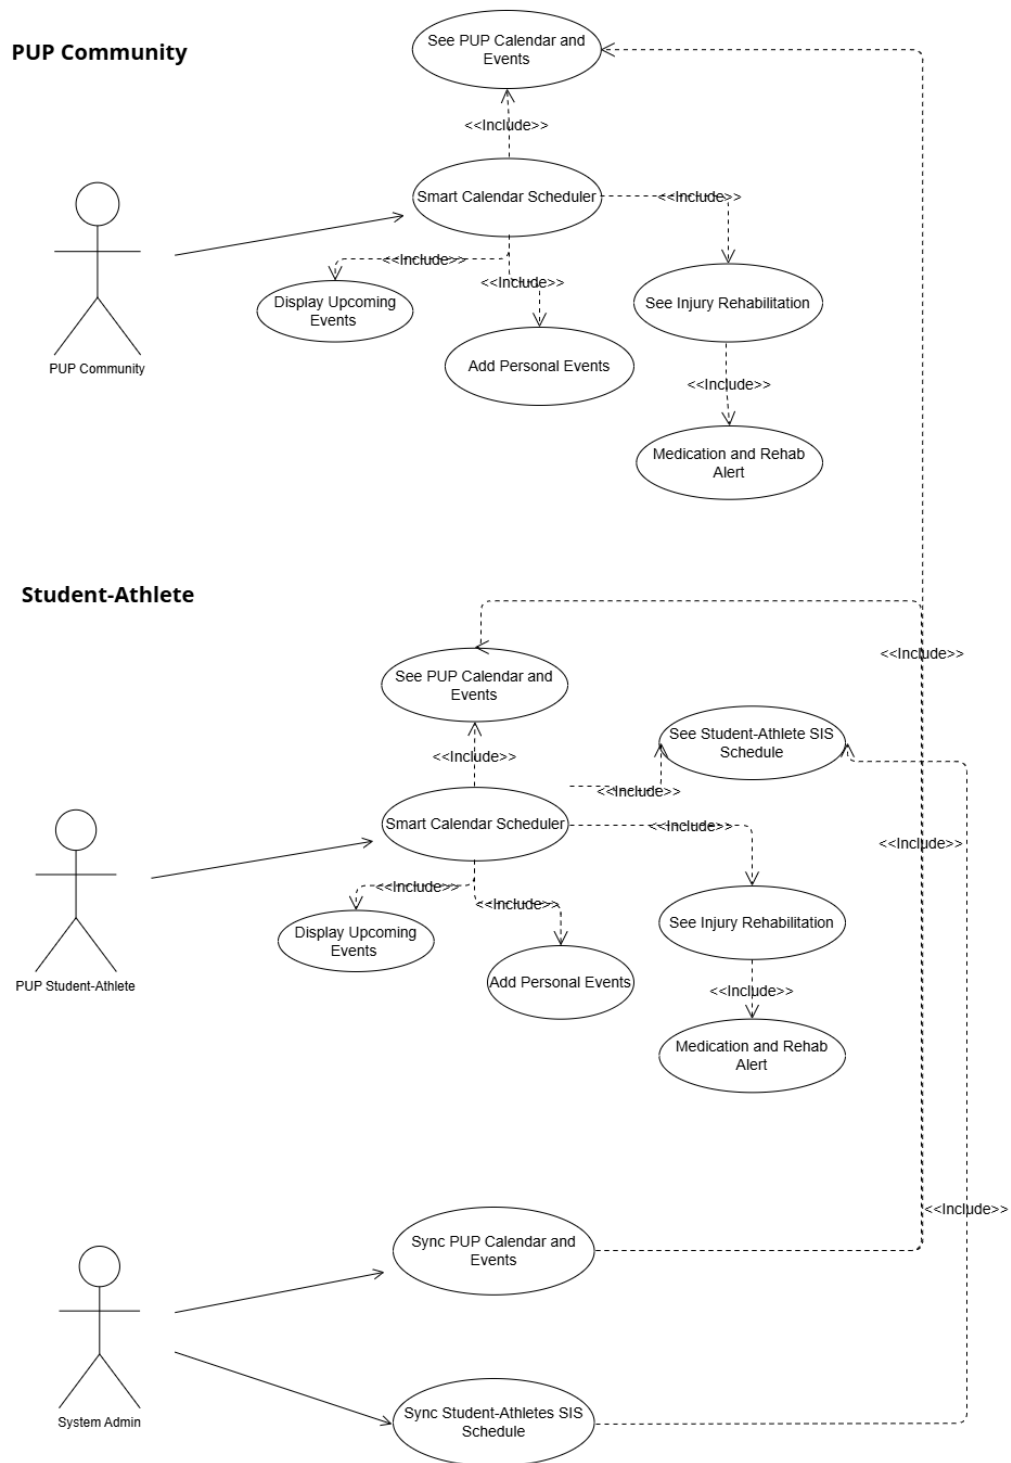 PUP Community
See PUP Calendar and
Events
<<Include>>
Smart Calendar Scheduler
<<Include>>
<<Include>>
<<Include>>
Display Upcoming
Events
See Injury Rehabilitation
Add Personal Events
PUP Community
<<Include>>
Medication and Rehab
Alert
Student-Athlete
<<Include>>
See PUP Calendar and
Events
See Student-Athlete SIS
Schedule
<<Include>>
<<Include>>
Smart Calendar Scheduler
<<Include>>
<<Include>>
<<Include>>
<<Include>>
Display Upcoming
Events
See Injury Rehabilitation
Add Personal Events
PUP Student-Athlete
<<Include>>
Medication and Rehab
Alert
<<Include>>
Sync PUP Calendar and
Events
System Admin
Sync Student-Athletes SIS
Schedule